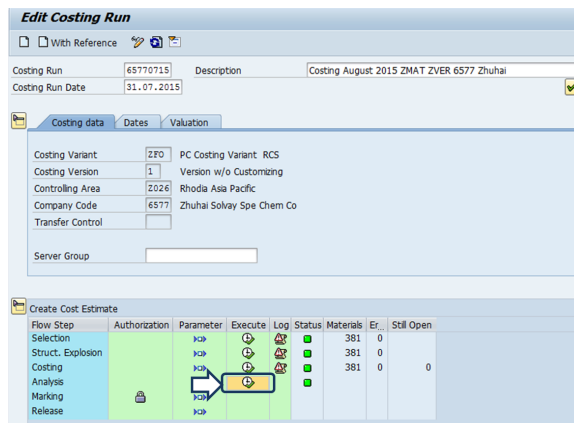 Edit Costing Run
With Reference
Costing Run 65770715 Description Costing August 2015 ZMAT ZVER 6577 Zhuhai
Costing Run Date 31.07.2015
Costing data Dates Valuation
Costing Variant ZFO PC Costing Variant RCS
Costing Version 1 Version w/o Customizing
Controlling Area Z026 Rhodia Asia Pacific
Company Code 6577 Zhuhai Solvay Spe Chem Co
Transfer Control
Server Group
Create Cost Estimate
Flow Step Authorization Parameter Execute Log Status Materials Er... Still Open
Selection 381 0
Struct. Explosion 381 0
Costing 381 0 0
Analysis
Marking
Release